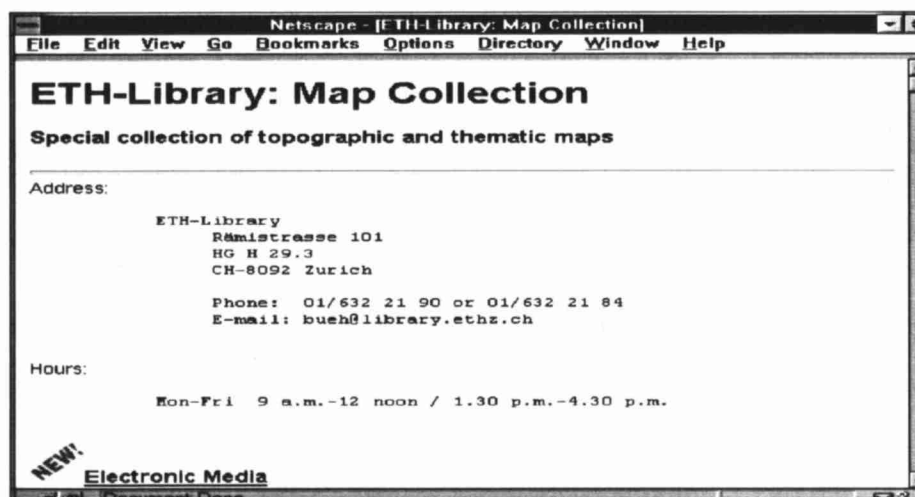 Netscape - [ETH-Library: Map Collection]
File Edit View Go Bookmarks Options Directory Window Help
ETH-Library: Map Collection
Special collection of topographic and thematic maps
Address:
ETH-Library
Rämistrasse 101
HG H 29.3
CH-8092 Zurich
Phone: 01/632 21 90 or 01/632 21 84
E-mail: bueh@library.ethz.ch
Hours:
Mon-Fri 9 a.m.-12 noon / 1.30 p.m.-4.30 p.m.
NEW!
Electronic Media
Document Done